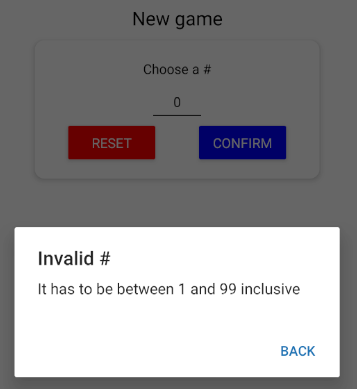 New game
Choose a #
0
RESET CONFIRM
Invalid #
It has to be between 1 and 99 inclusive
BACK